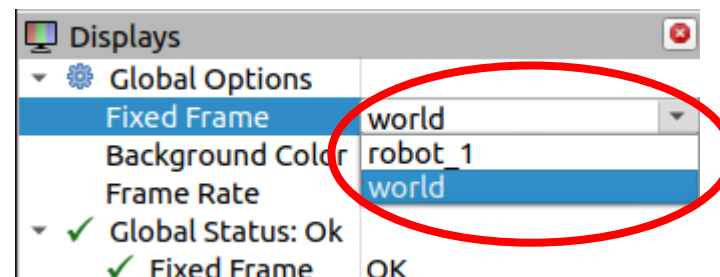 Displays
Global Options
Fixed Frame world
Background Color robot_1
Frame Rate world
Global Status: Ok
Fixed Frame OK